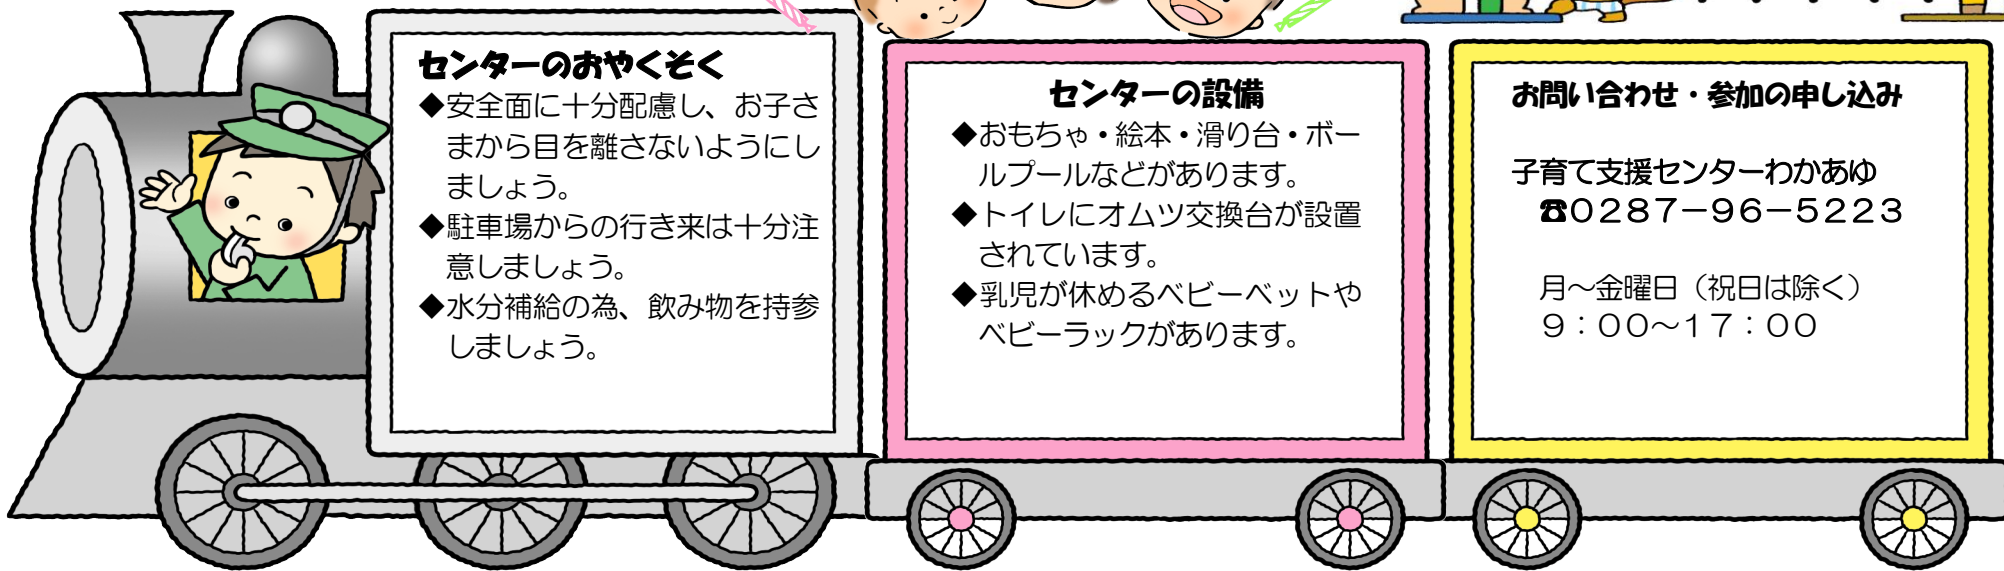 センターのおやくそく
◆安全面に十分配慮し、お子さ
まから目を離さないようにし
ましょう。
◆駐車場からの行き来は十分注
意しましょう。
◆水分補給の為、飲み物を持参
しましょう。
センターの設備
◆おもちゃ・絵本・滑り台・ボー
ルプールなどがあります。
◆トイレにオムツ交換台が設置
されています。
◆乳児が休めるベビーベットや
ベビーラックがあります。
お問い合わせ・参加の申し込み
子育て支援センターわかあゆ
☎０２８７－９６－５２２３
月～金曜日（祝日は除く）
９：００～１７：００